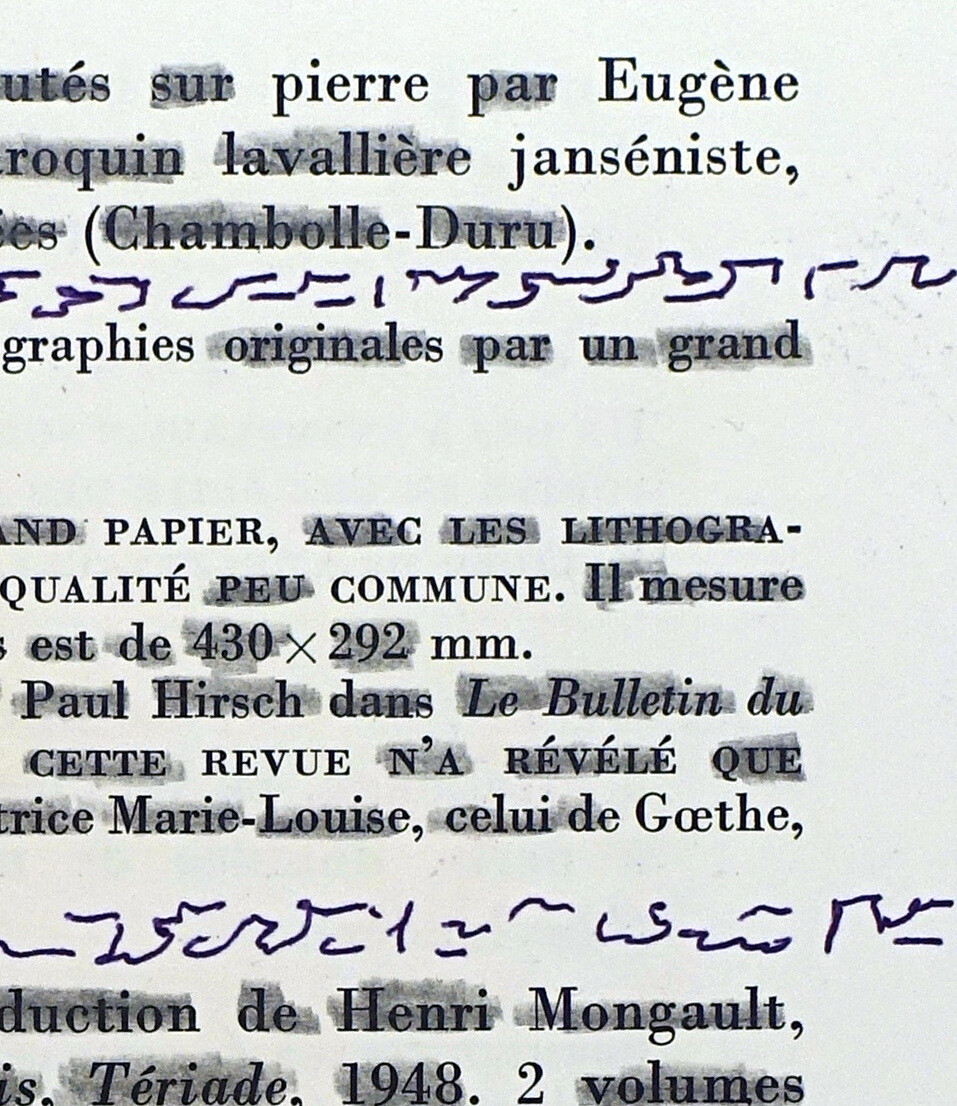 utés sur pierre par Eugène
roquin lavallière janséniste,
(Chambolle-Duru).
graphies originales par un grand
AND PAPIER, AVEC LES LITHOGRA-
QUALITÉ PEU COMMUNE. Il mesure
s est de 430×292 mm.
Paul Hirsch dans Le Bulletin du
CETTE REVUE N'A RÉVÉLÉ QUE
trice Marie-Louise, celui de Gœthe,
duction de Henri Mongault,
is, Tériade, 1948. 2 volumes